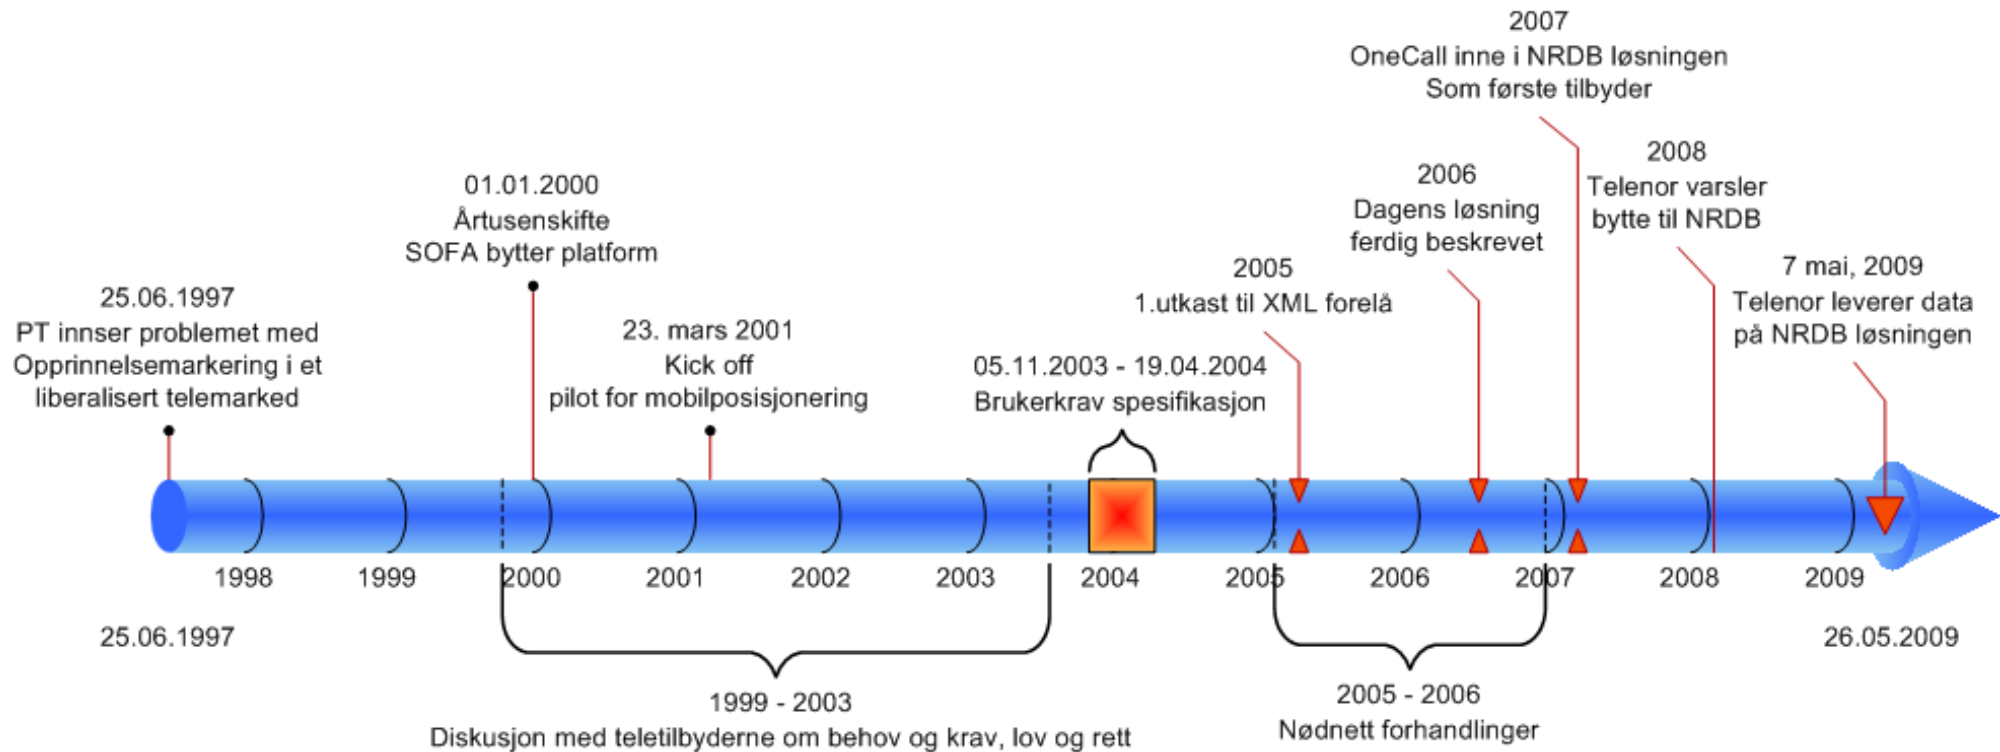 25.06.1997
PT innser problemet med
Opprinnelsemarkering i et
liberalisert telemarked
01.01.2000
Årtusenskifte
SOFA bytter platform
23. mars 2001
Kick off
pilot for mobilposisjonering
05.11.2003 - 19.04.2004
Brukerkrav spesifikasjon
2005
1.utkast til XML forelå
2006
Dagens løsning
ferdig beskrevet
2007
OneCall inne i NRDB løsningen
Som første tilbyder
2008
Telenor varsler
bytte til NRDB
7 mai, 2009
Telenor leverer data
på NRDB løsningen
1998
1999
2000
2001
2002
2003
2004
2005
2006
2007
2008
2009
25.06.1997
26.05.2009
1999 - 2003
Diskusjon med teletilbyderne om behov og krav, lov og rett
2005 - 2006
Nødnett forhandlinger